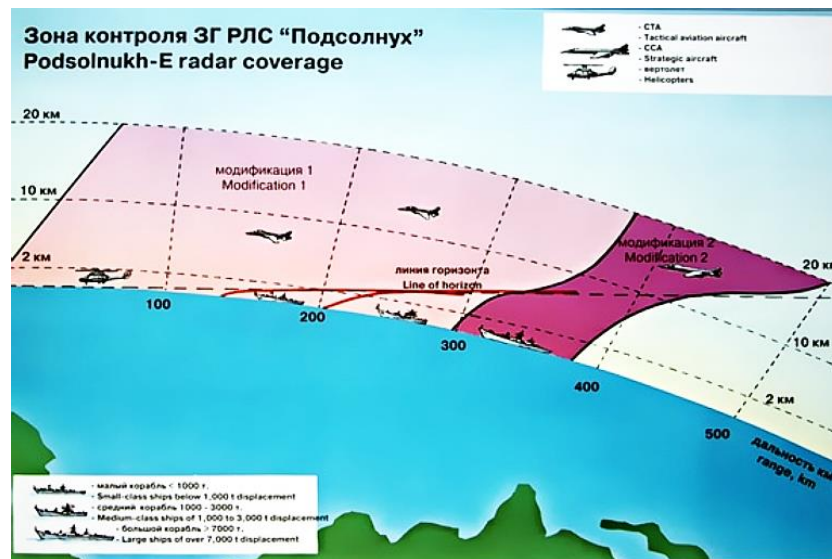 Зона контроля ЗГ РЛС “Подсолнух”
Podsolnukh-E radar coverage
- СТА
- Tactical aviation aircraft
- ССА
- Strategic aircraft
- вертолет
- Helicopters
20 км
10 км
2 км
модификация 1
Modification 1
линия горизонта
Line of horizon
модификация 2
Modification 2
20 км
10 км
2 км
100
200
300
400
500
дальность км
range, km
- малый корабль < 1000 т.
- Small-class ships below 1,000 t displacement
- средний корабль 1000 - 3000 т.
- Medium-class ships of 1,000 to 3,000 t displacement
- большой корабль > 7000 т.
- Large ships of over 7,000 t displacement